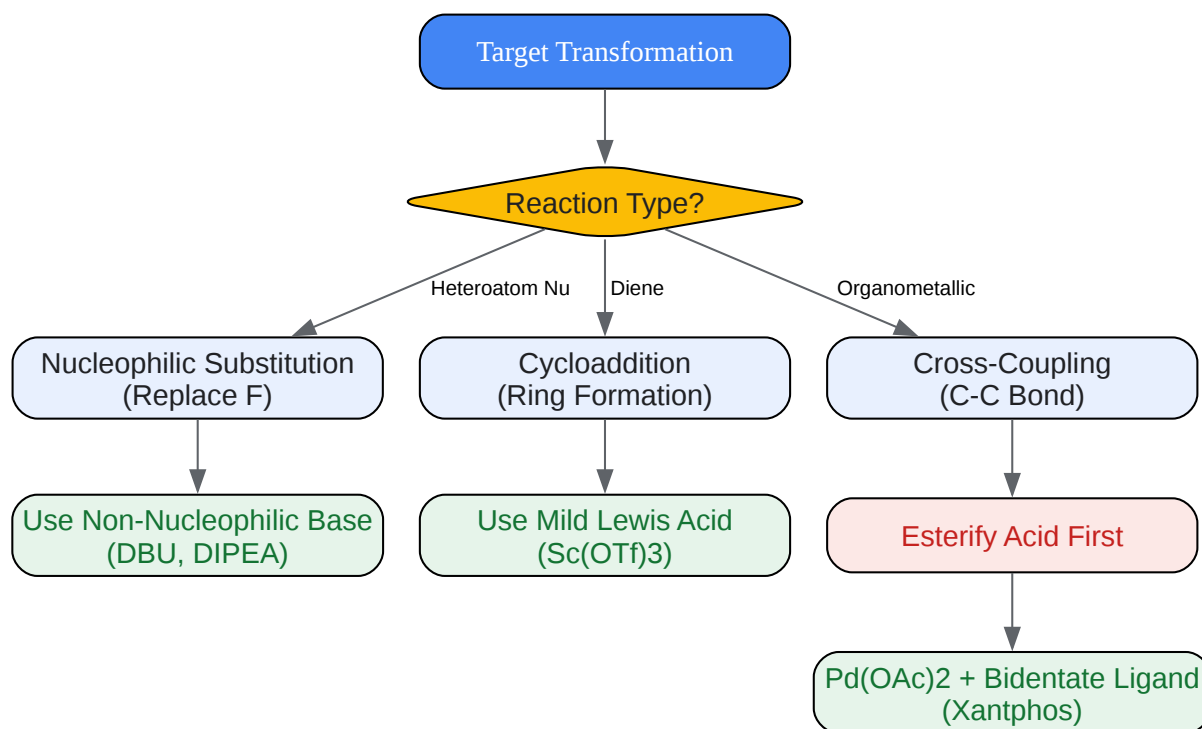 Target Transformation
Reaction Type?
Heteroatom Nu
Diene
Organometallic
Nucleophilic Substitution
(Replace F)
Cycloaddition
(Ring Formation)
Cross-Coupling
(C-C Bond)
Use Non-Nucleophilic Base
(DBU, DIPEA)
Use Mild Lewis Acid
(Sc(OTf)3)
Esterify Acid First
Pd(OAc)2 + Bidentate Ligand
(Xantphos)